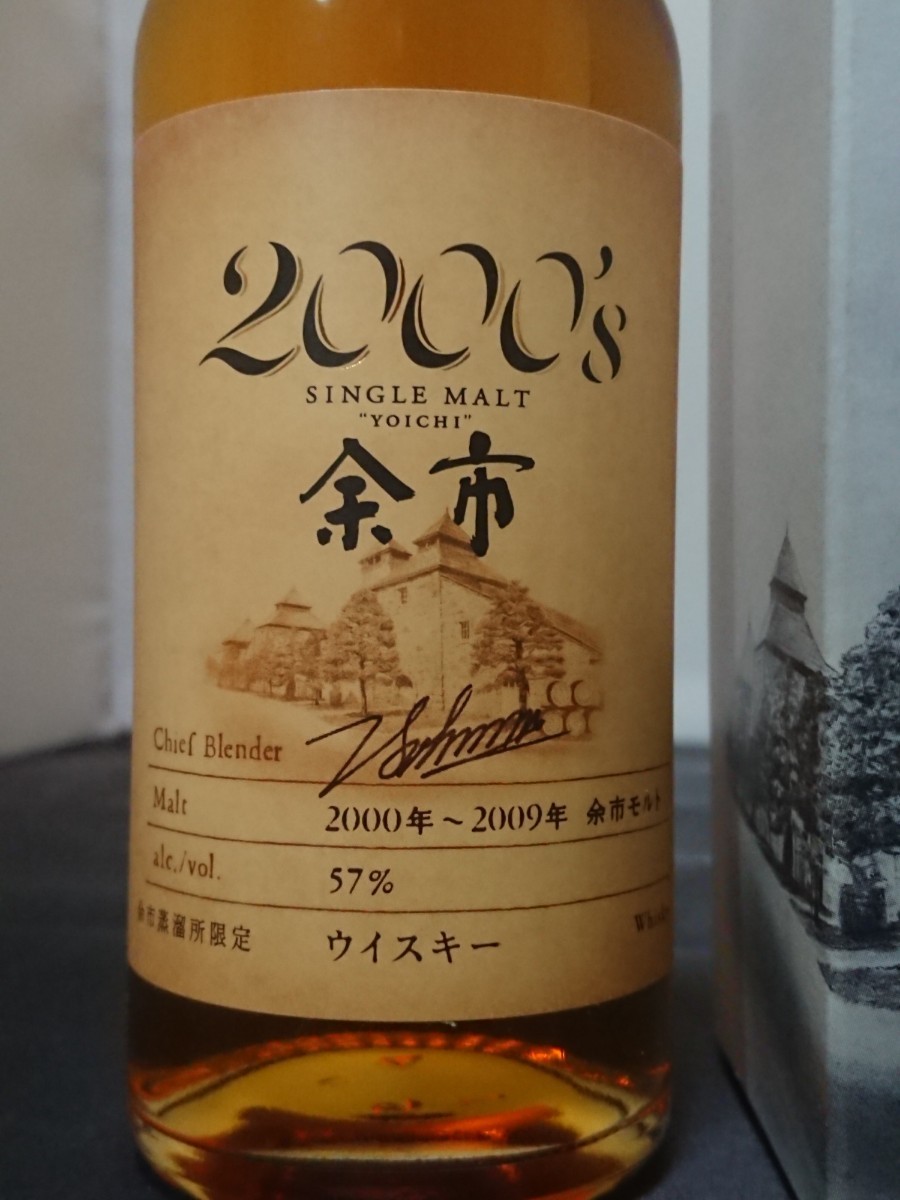 2000's
SINGLE MALT
"YOICHI"
余市
Chief Blender
Malt 2000年～2009年 余市モルト
alc./vol. 57%
余市蒸溜所限定 ウイスキー